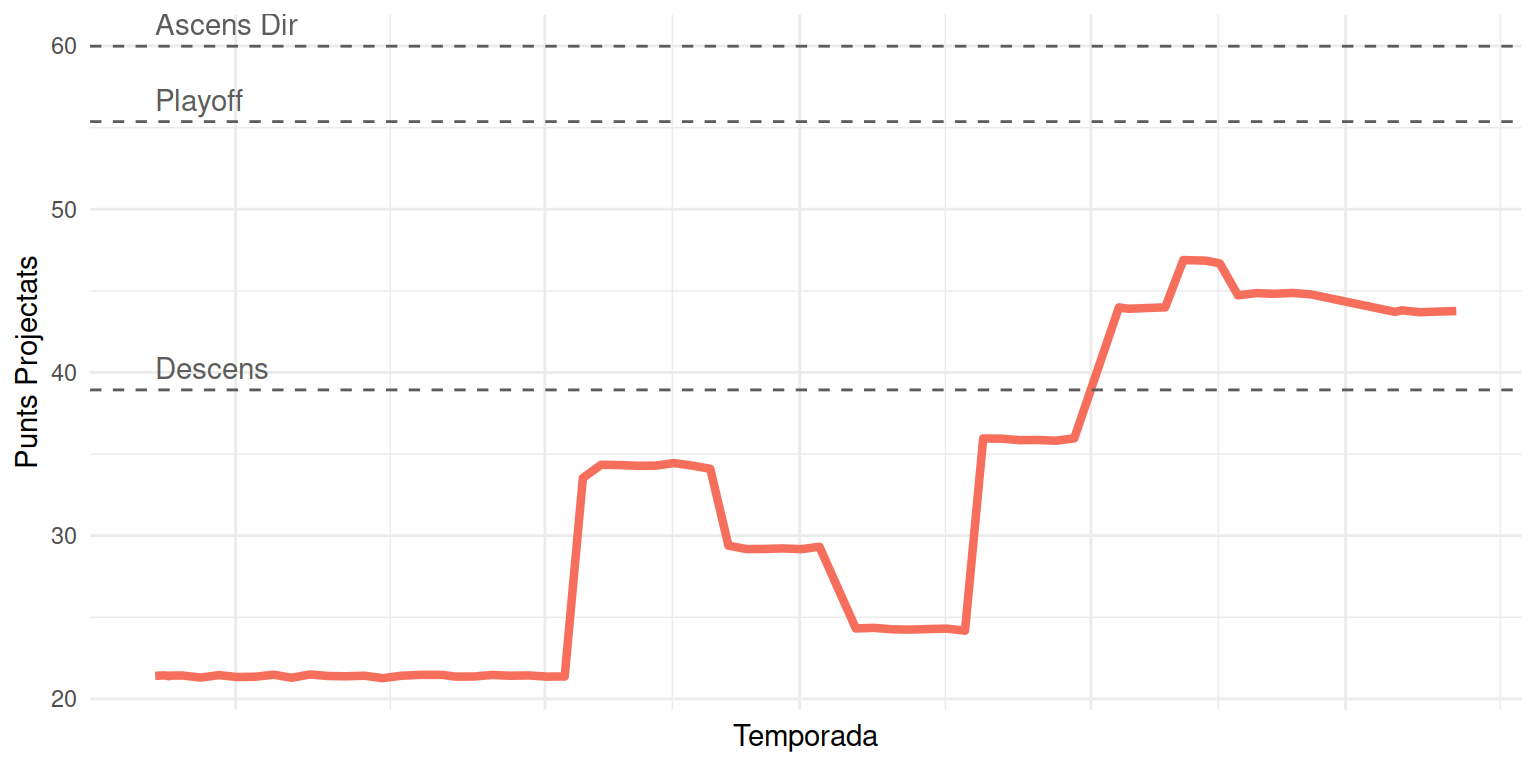 Ascens Dir
60
Playoff
50
Descens
40
30
20
Punts Projectats
Temporada